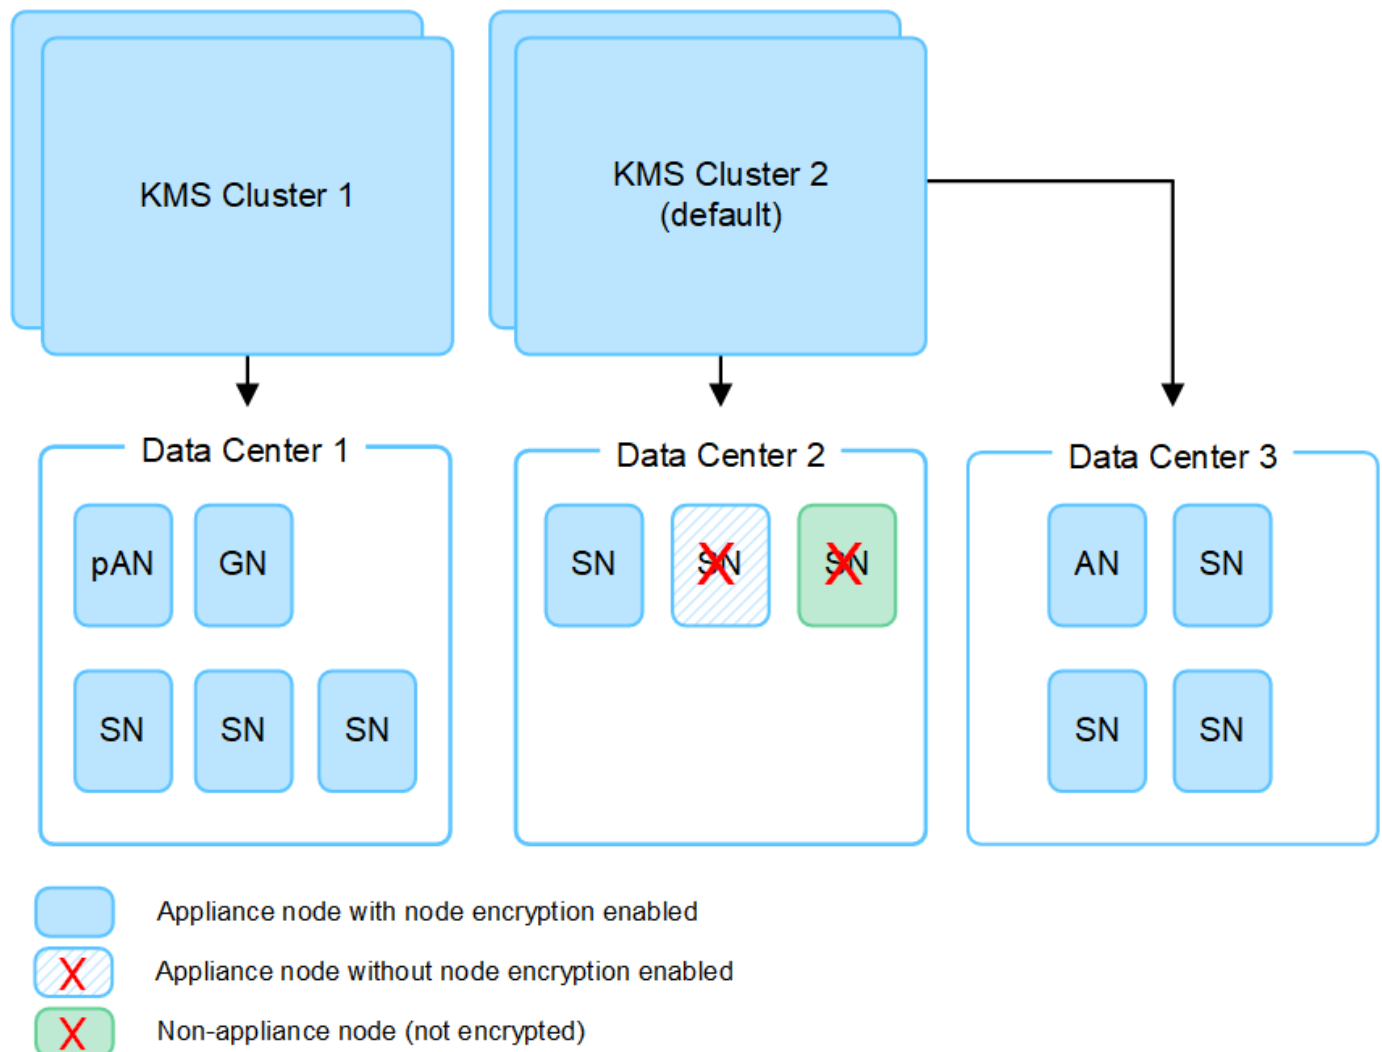 KMS Cluster 1
KMS Cluster 2
(default)
Data Center 1
pAN
GN
SN
SN
SN
Data Center 2
SN
SN
X
SN
X
Data Center 3
AN
SN
SN
SN
Appliance node with node encryption enabled
X
Appliance node without node encryption enabled
X
Non-appliance node (not encrypted)